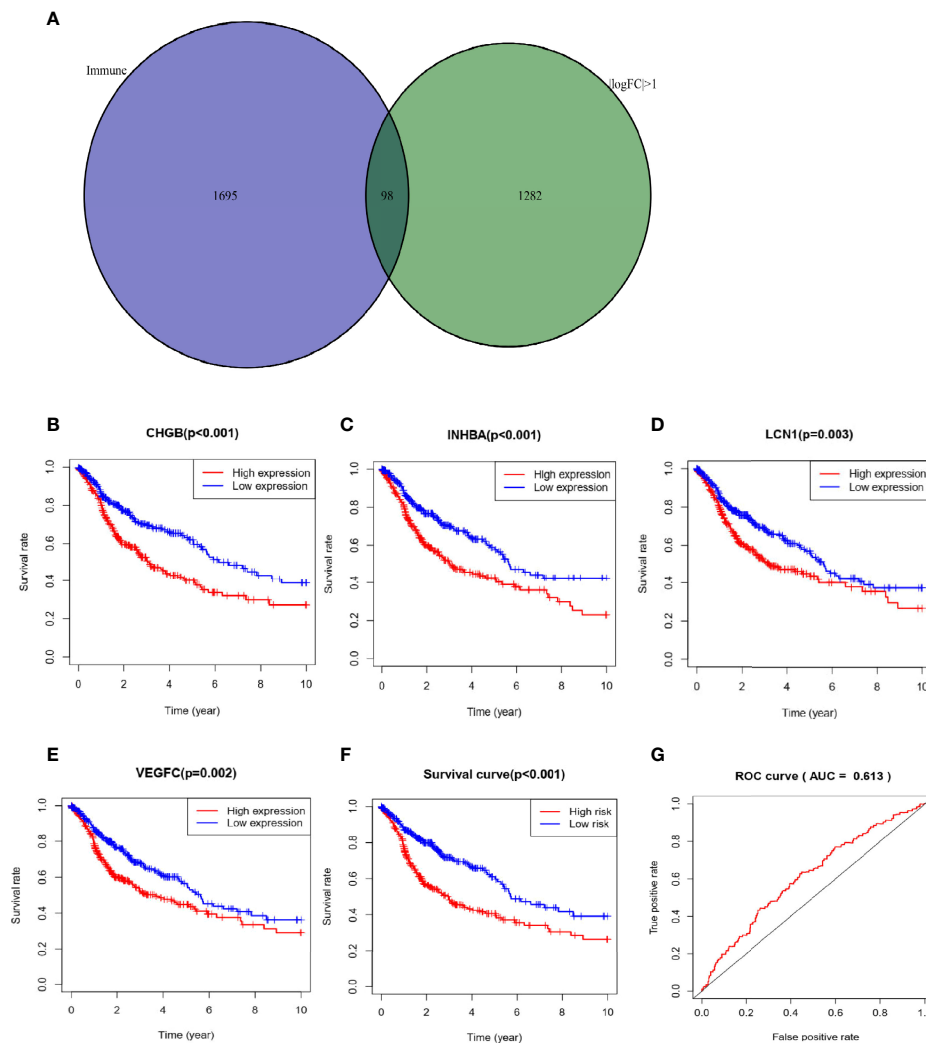 A
Immune
|logFC|>1
1695
98
1282
B
CHGB(p<0.001)
High expression
Low expression
Survival rate
0.0 0.2 0.4 0.6 0.8 1.0
0 2 4 6 8 10
Time (year)
C
INHBA(p<0.001)
High expression
Low expression
Survival rate
0.0 0.2 0.4 0.6 0.8 1.0
0 2 4 6 8 10
Time (year)
D
LCN1(p=0.003)
High expression
Low expression
Survival rate
0.0 0.2 0.4 0.6 0.8 1.0
0 2 4 6 8 10
Time (year)
E
VEGFC(p=0.002)
High expression
Low expression
Survival rate
0.0 0.2 0.4 0.6 0.8 1.0
0 2 4 6 8 10
Time (year)
F
Survival curve(p<0.001)
High risk
Low risk
Survival rate
0.0 0.2 0.4 0.6 0.8 1.0
0 2 4 6 8 10
Time (year)
G
ROC curve ( AUC = 0.613 )
True positive rate
0.0 0.2 0.4 0.6 0.8 1.0
0.0 0.2 0.4 0.6 0.8
False positive rate